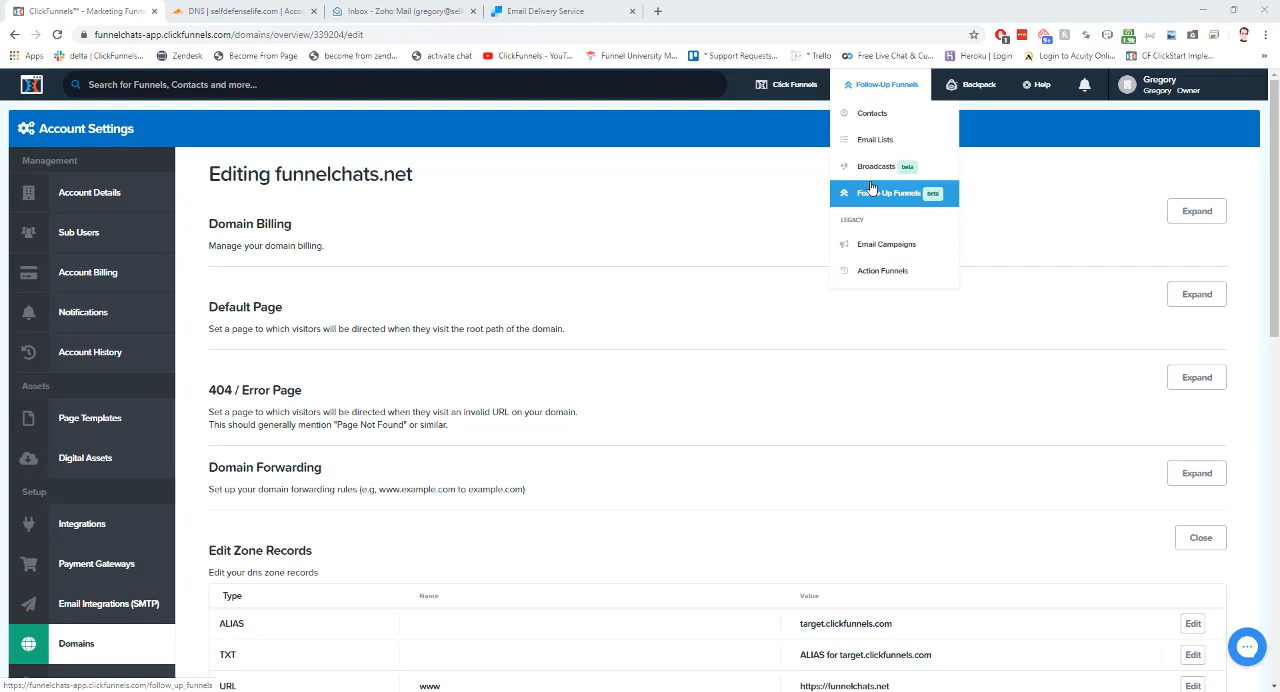 ClickFunnels™ - Marketing Funn
DNS | selfdefenselife.com | Accou
Inbox - Zoho Mail (gregory@self
Email Delivery Service
funnelchats-app.clickfunnels.com/domains/overview/339204/edit
Apps
delta | ClickFunnels...
Zendesk
Become From Page
become from zend...
activate chat
ClickFunnels - YouT...
Funnel University M...
* Support Requests...
* Trello
Free Live Chat & Cu...
Heroku | Login
Login to Acuity Onli...
CF ClickStart Imple...
Search for Funnels, Contacts and more...
Click Funnels
Follow-Up Funnels
Backpack
Help
Gregory
Gregory Owner
Contacts
Email Lists
Broadcasts beta
Follow-Up Funnels beta
LEGACY
Email Campaigns
Action Funnels
Account Settings
Management
Account Details
Sub Users
Account Billing
Notifications
Account History
Assets
Page Templates
Digital Assets
Setup
Integrations
Payment Gateways
Email Integrations (SMTP)
Domains
Editing funnelchats.net
Domain Billing
Manage your domain billing.
Expand
Default Page
Set a page to which visitors will be directed when they visit the root path of the domain.
Expand
404 / Error Page
Set a page to which visitors will be directed when they visit an invalid URL on your domain.
This should generally mention "Page Not Found" or similar.
Expand
Domain Forwarding
Set up your domain forwarding rules (e.g, www.example.com to example.com)
Expand
Edit Zone Records
Edit your dns zone records
Close
Type Name Value
ALIAS target.clickfunnels.com Edit
TXT ALIAS for target.clickfunnels.com Edit
URL www https://funnelchats.net Edit
https://funnelchats-app.clickfunnels.com/follow_up_funnels